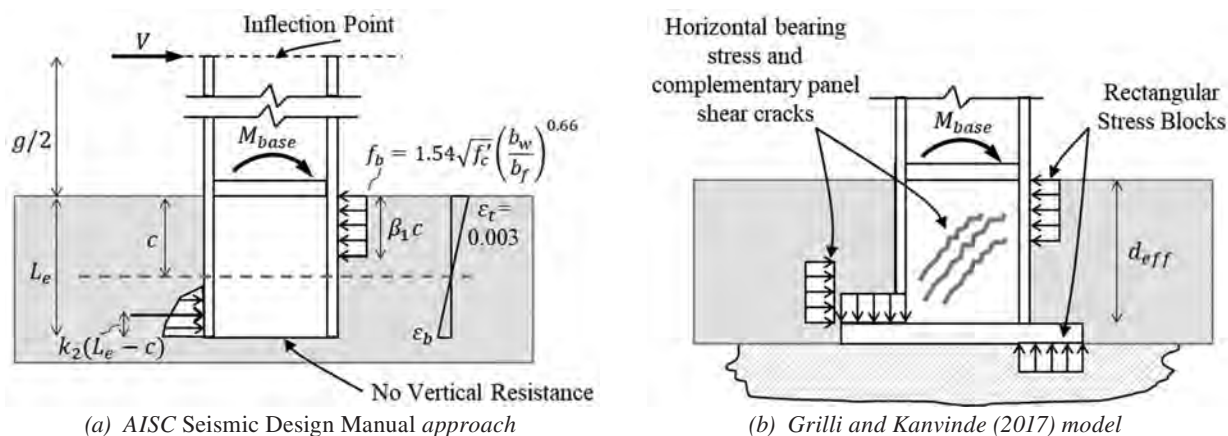 Inflection Point
V
g/2
M_base
f_b = 1.54√f′_c (b_w/b_f)^0.66
c
β₁c
ε_t =
0.003
L_e
k₂(L_e − c)
ε_b
No Vertical Resistance
(a) AISC Seismic Design Manual approach
Horizontal bearing
stress and
complementary panel
shear cracks
Rectangular
Stress Blocks
M_base
d_eff
(b) Grilli and Kanvinde (2017) model